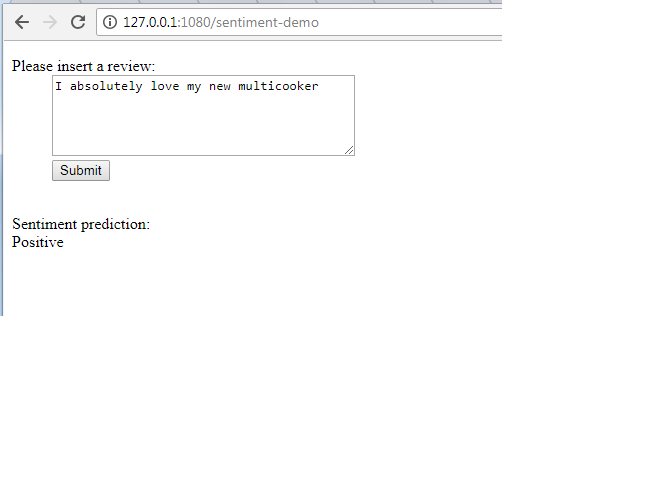 127.0.0.1:1080/sentiment-demo
Please insert a review:
I absolutely love my new multicooker
Submit
Sentiment prediction:
Positive